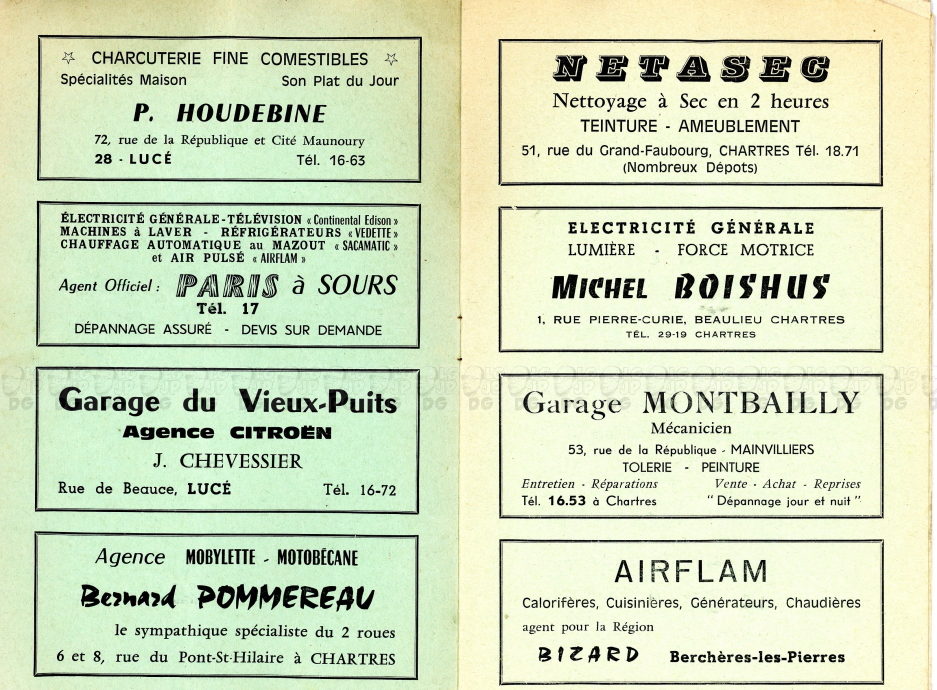 CHARCUTERIE FINE COMESTIBLES
Spécialités Maison Son Plat du Jour
P. HOUDEBINE
72, rue de la République et Cité Maunoury
28 - LUCÉ Tél. 16-63
ÉLECTRICITÉ GÉNÉRALE-TÉLÉVISION « Continental Edison »
MACHINES à LAVER - RÉFRIGÉRATEURS « VEDETTE »
CHAUFFAGE AUTOMATIQUE au MAZOUT « SACAMATIC »
et AIR PULSÉ « AIRFLAM »
Agent Officiel : PARIS à SOURS
Tél. 17
DÉPANNAGE ASSURÉ - DEVIS SUR DEMANDE
Garage du Vieux-Puits
Agence CITROËN
J. CHEVESSIER
Rue de Beauce, LUCÉ Tél. 16-72
Agence MOBYLETTE - MOTOBÉCANE
Bernard POMMEREAU
le sympathique spécialiste du 2 roues
6 et 8, rue du Pont-St-Hilaire à CHARTRES
NETASEC
Nettoyage à Sec en 2 heures
TEINTURE - AMEUBLEMENT
51, rue du Grand-Faubourg, CHARTRES Tél. 18.71
(Nombreux Dépots)
ELECTRICITÉ GÉNÉRALE
LUMIÈRE - FORCE MOTRICE
MICHEL BOISHUS
1, RUE PIERRE-CURIE, BEAULIEU CHARTRES
TÉL. 29-19 CHARTRES
Garage MONTBAILLY
Mécanicien
53, rue de la République - MAINVILLIERS
TOLERIE - PEINTURE
Entretien - Réparations Vente - Achat - Reprises
Tél. 16.53 à Chartres "Dépannage jour et nuit"
AIRFLAM
Calorifères, Cuisinières, Générateurs, Chaudières
agent pour la Région
BIZARD Berchères-les-Pierres